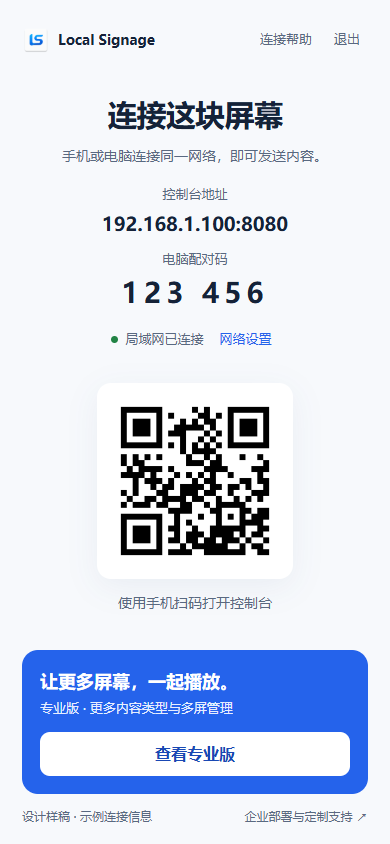 LS Local Signage 连接帮助 退出
连接这块屏幕
手机或电脑连接同一网络，即可发送内容。
控制台地址
192.168.1.100:8080
电脑配对码
123 456
局域网已连接 网络设置
使用手机扫码打开控制台
让更多屏幕，一起播放。
专业版 · 更多内容类型与多屏管理
查看专业版
设计样稿 · 示例连接信息 企业部署与定制支持 ↗